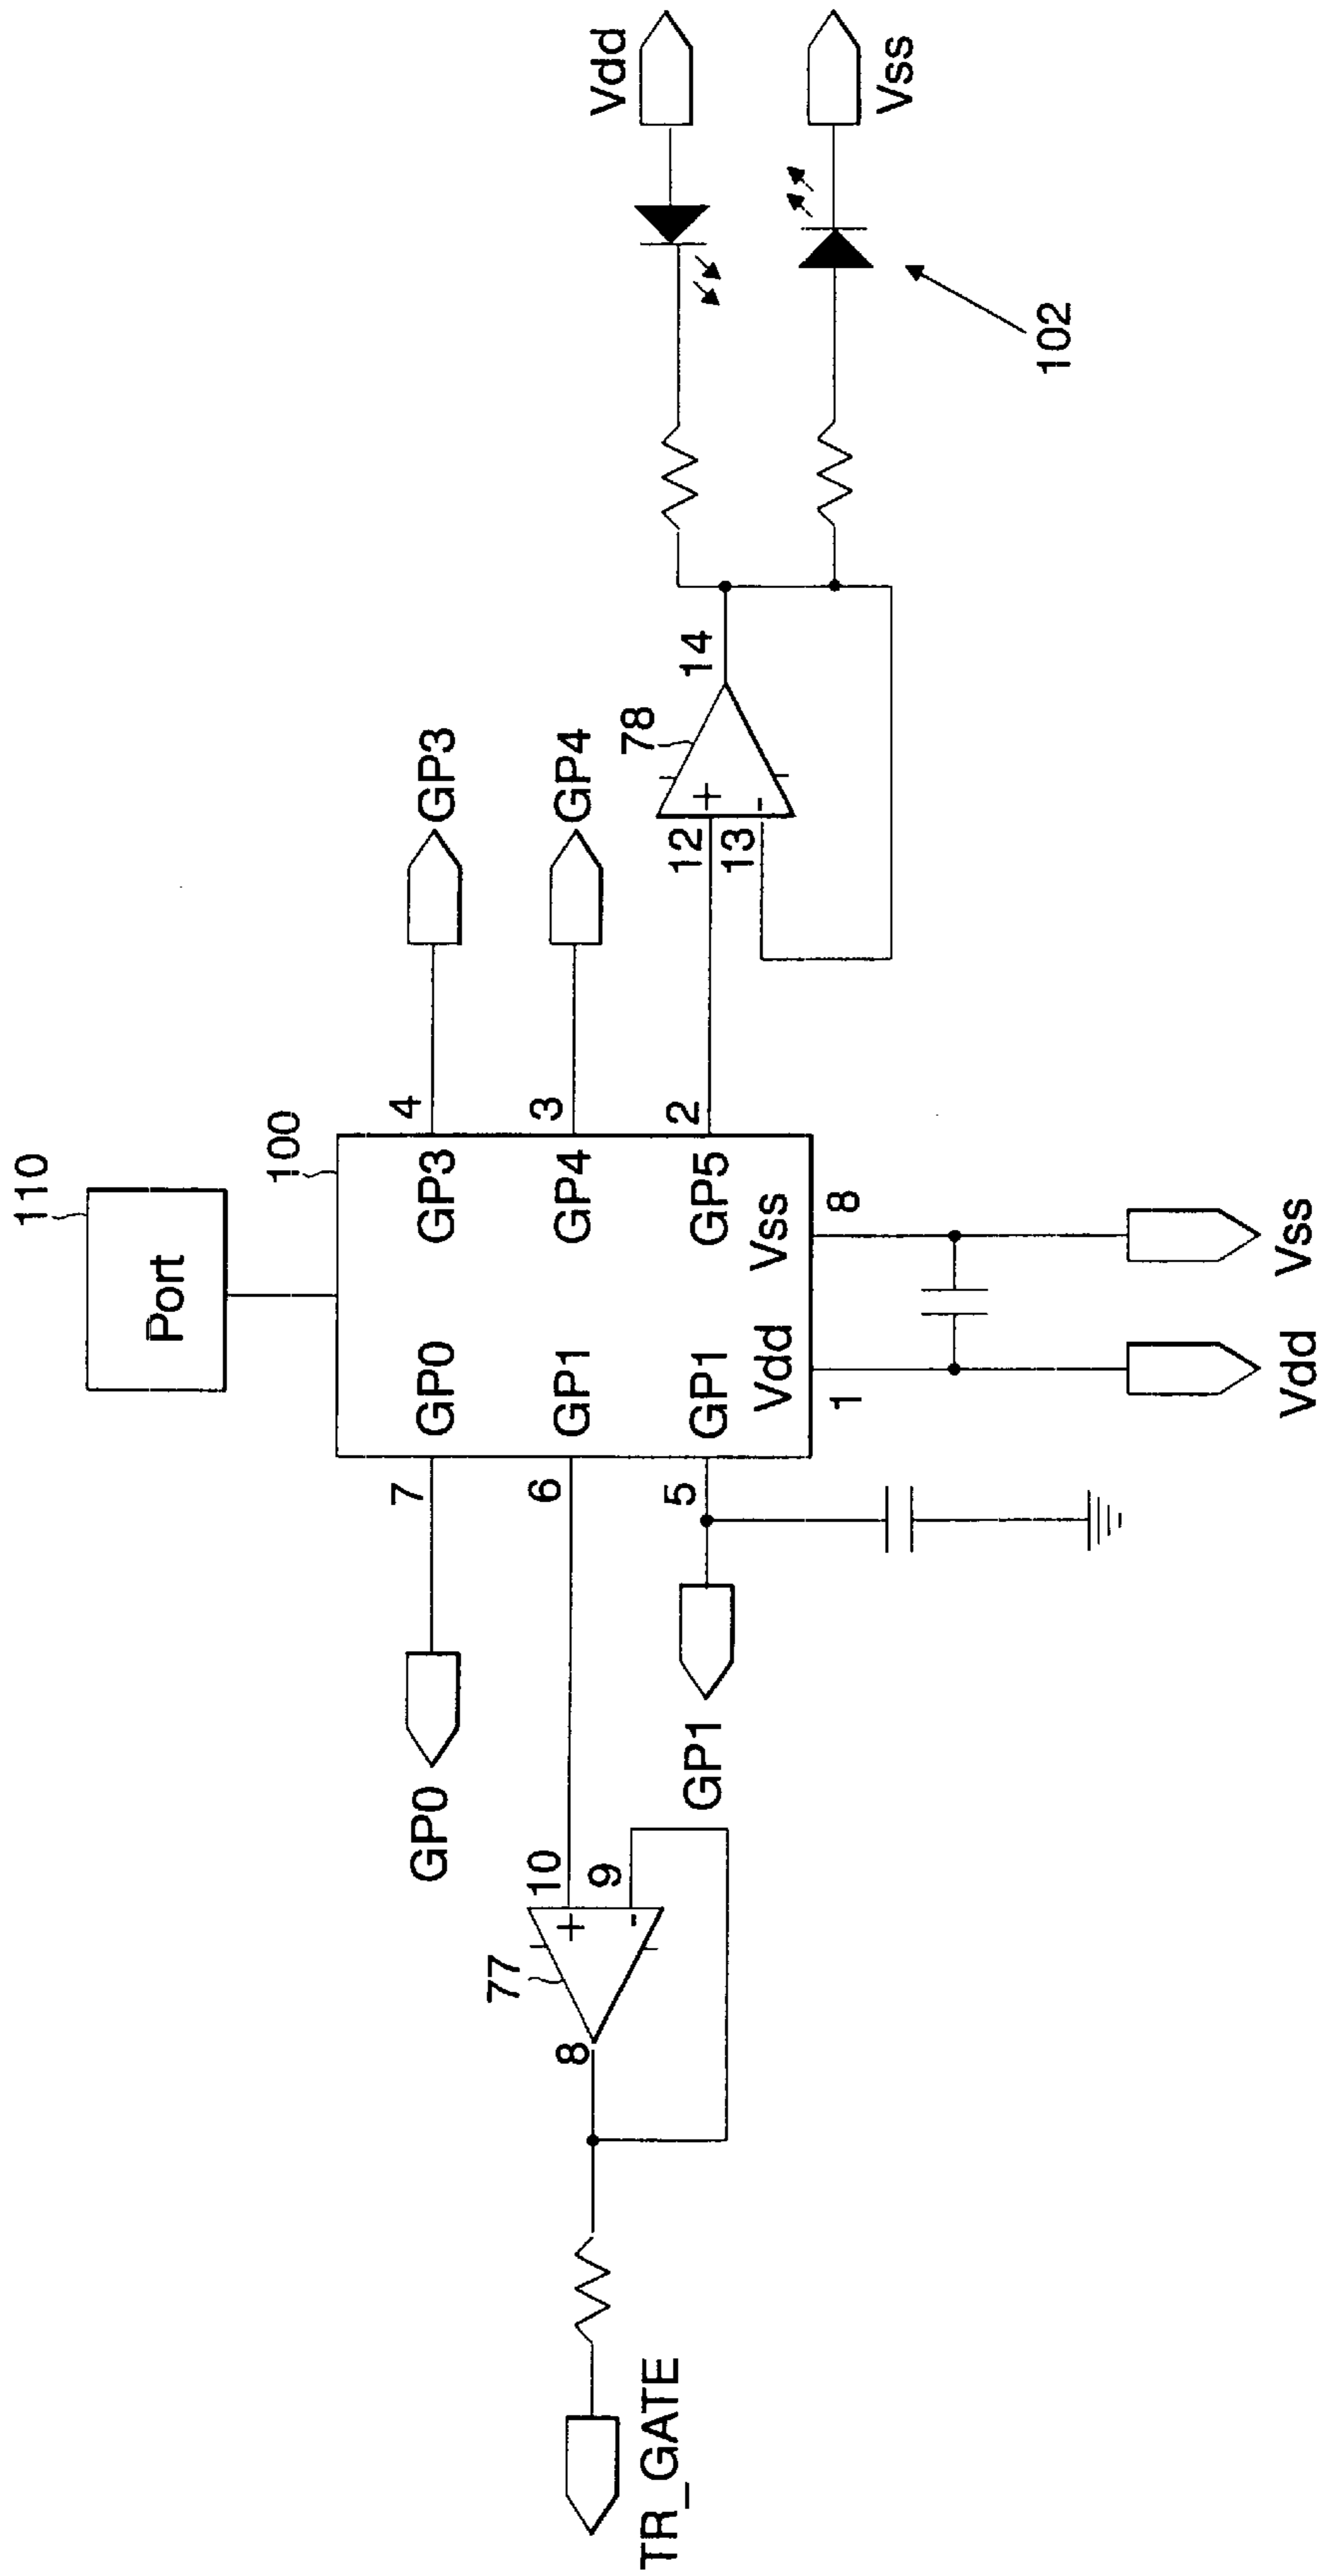 110
Port
100
GP0
7
GP0
GP3
4
GP3
77
10
9
8
6
GP1
GP4
3
GP4
TR_GATE
GP1
5
GP1
GP5
2
12
13
78
14
Vdd
Vss
1
8
Vdd
Vss
102
Vdd
Vss